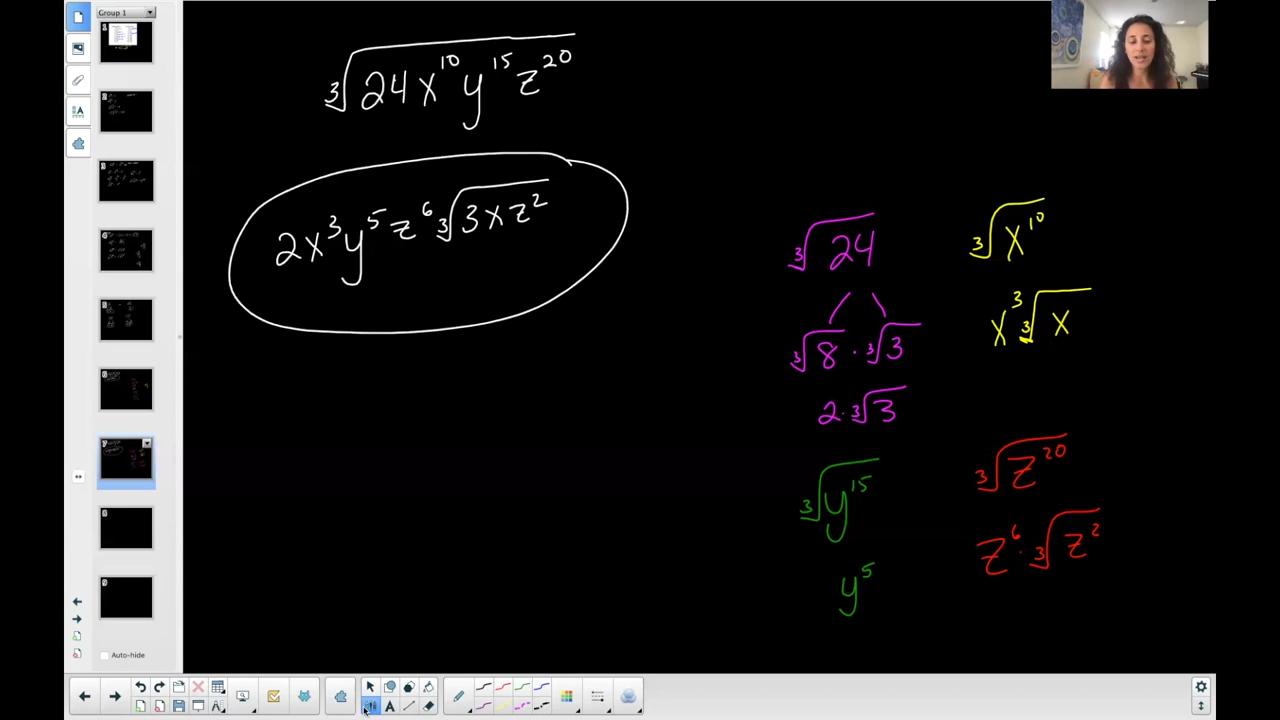 Group 1
∛24x¹⁰y¹⁵z²⁰
2x³y⁵z⁶∛3xz²
∛24
∛8 · ∛3
2·∛3
∛x¹⁰
x³∛x
∛y¹⁵
y⁵
∛z²⁰
z⁶·∛z²
Auto-hide